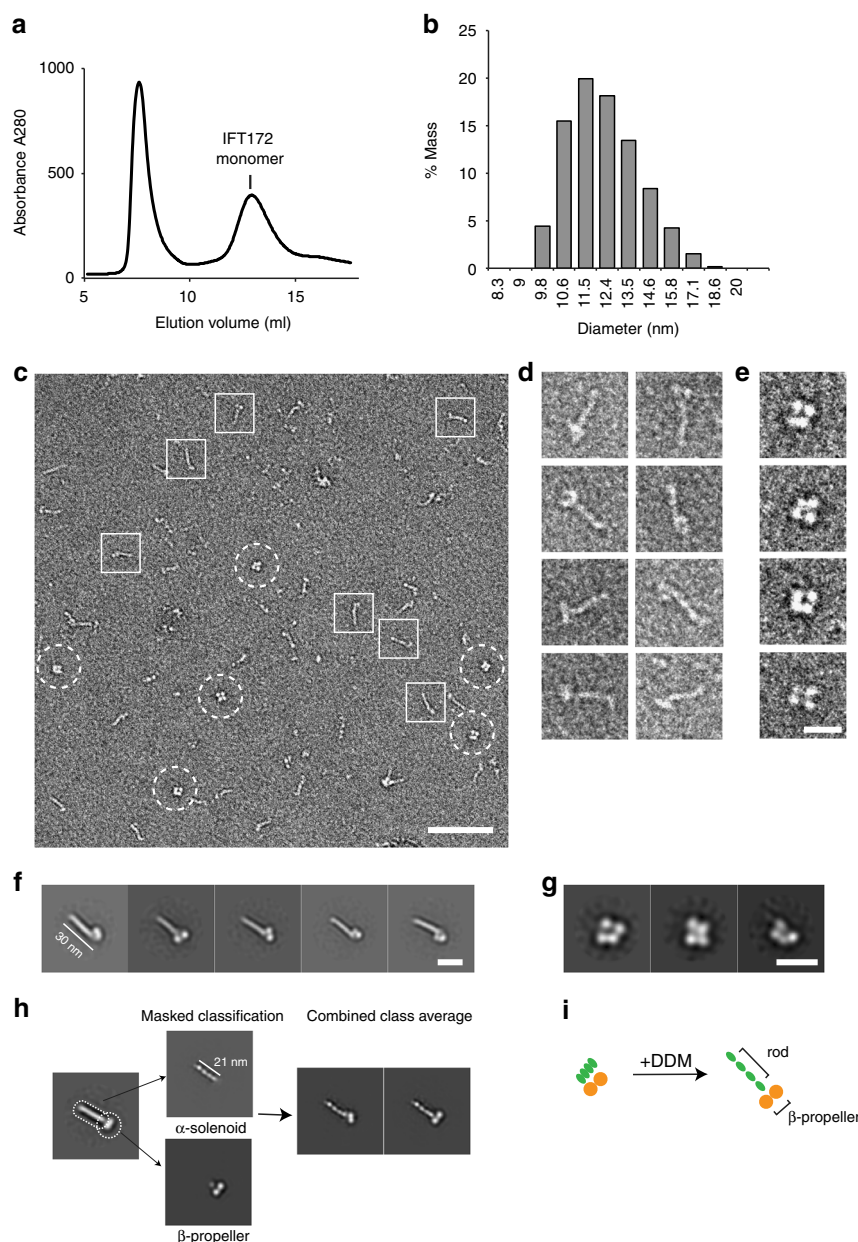 a
1000
500
0
Absorbance A280
IFT172
monomer
5
10
15
Elution volume (ml)
b
25
20
15
10
5
0
% Mass
8.3
9
9.8
10.6
11.5
12.4
13.5
14.6
15.8
17.1
18.6
20
Diameter (nm)
c
d
e
f
30 nm
g
h
Masked classification
Combined class average
21 nm
α-solenoid
β-propeller
i
+DDM
rod
β-propeller